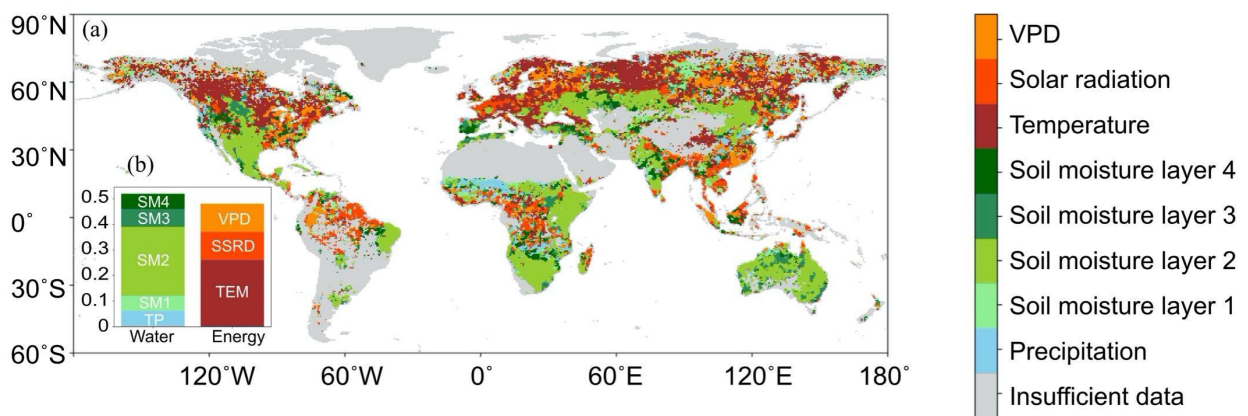 90°N
60°N
30°N
0°
30°S
60°S
(a)
(b)
0.5
0.4
0.3
0.2
0.1
0
SM4
SM3
SM2
SM1
TP
VPD
SSRD
TEM
Water
Energy
120°W
60°W
0°
60°E
120°E
180°
VPD
Solar radiation
Temperature
Soil moisture layer 4
Soil moisture layer 3
Soil moisture layer 2
Soil moisture layer 1
Precipitation
Insufficient data